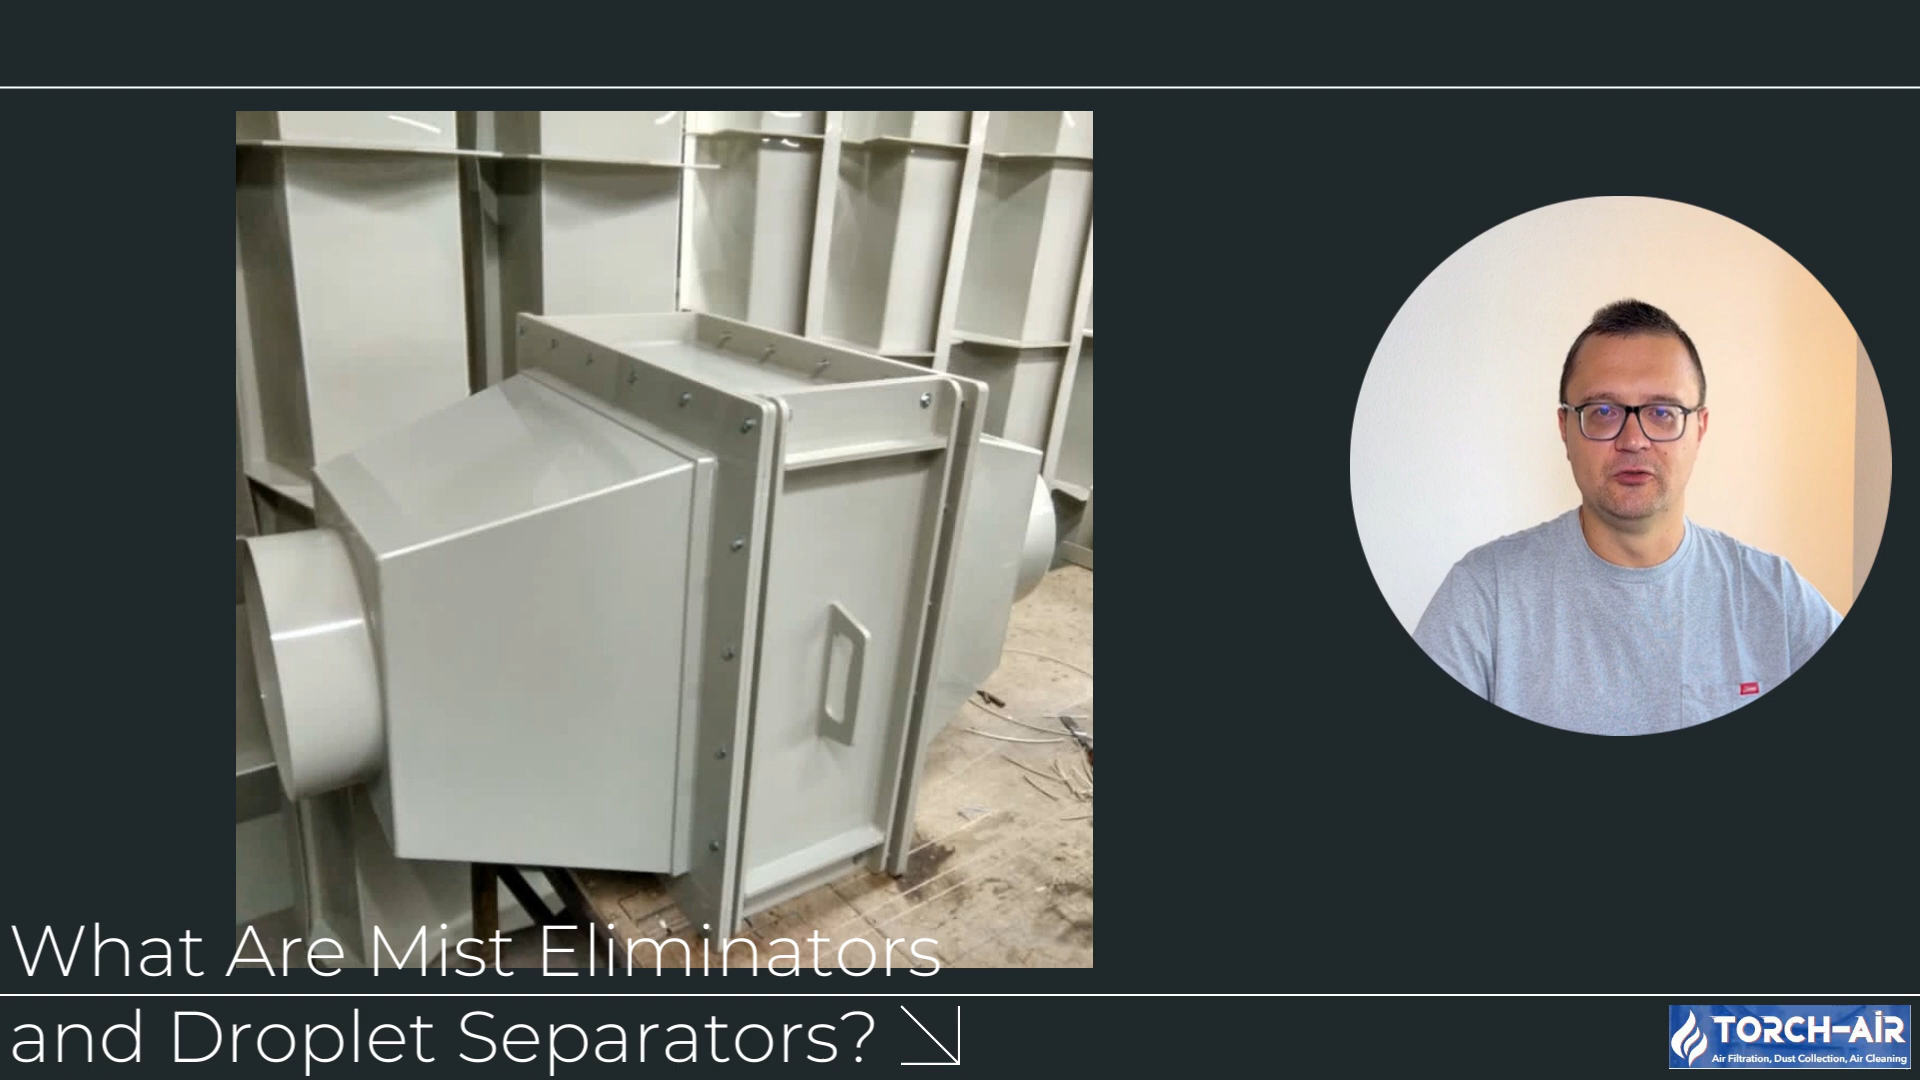 What Are Mist Eliminators
and Droplet Separators?
TORCH-AIR
Air Filtration, Dust Collection, Air Cleaning